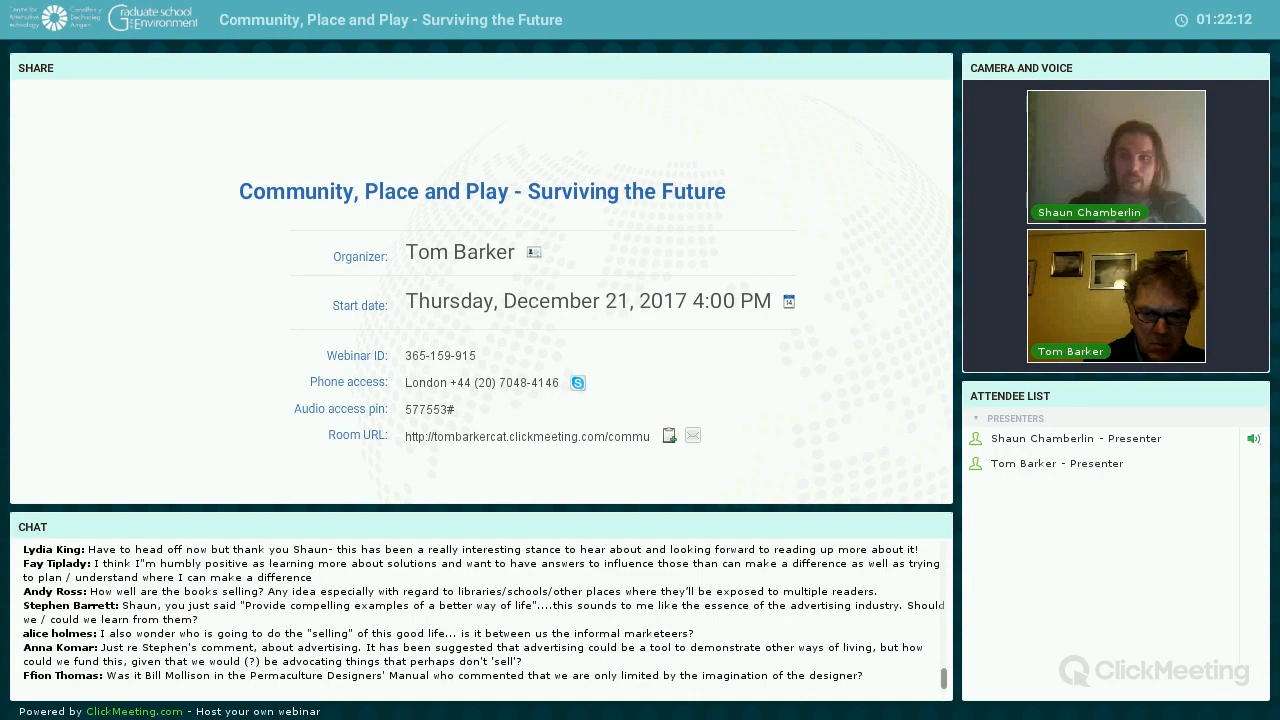 Centre for
Alternative
Technology
Canolfan y
Dechnoleg
Amgen
Graduate school
of the Environment
Community, Place and Play - Surviving the Future
01:22:12
SHARE
Community, Place and Play - Surviving the Future
Organizer: Tom Barker
Start date: Thursday, December 21, 2017 4:00 PM
14
Webinar ID: 365-159-915
Phone access: London +44 (20) 7048-4146
Audio access pin: 577553#
Room URL: http://tombarkercat.clickmeeting.com/commu
CAMERA AND VOICE
Shaun Chamberlin
Tom Barker
ATTENDEE LIST
PRESENTERS
Shaun Chamberlin - Presenter
Tom Barker - Presenter
ClickMeeting
CHAT
Lydia King: Have to head off now but thank you Shaun- this has been a really interesting stance to hear about and looking forward to reading up more about it!
Fay Tiplady: I think I"m humbly positive as learning more about solutions and want to have answers to influence those than can make a difference as well as trying
to plan / understand where I can make a difference
Andy Ross: How well are the books selling? Any idea especially with regard to libraries/schools/other places where they'll be exposed to multiple readers.
Stephen Barrett: Shaun, you just said "Provide compelling examples of a better way of life"....this sounds to me like the essence of the advertising industry. Should
we / could we learn from them?
alice holmes: I also wonder who is going to do the "selling" of this good life... is it between us the informal marketeers?
Anna Komar: Just re Stephen's comment, about advertising. It has been suggested that advertising could be a tool to demonstrate other ways of living, but how
could we fund this, given that we would (?) be advocating things that perhaps don't 'sell'?
Ffion Thomas: Was it Bill Mollison in the Permaculture Designers' Manual who commented that we are only limited by the imagination of the designer?
Powered by ClickMeeting.com - Host your own webinar